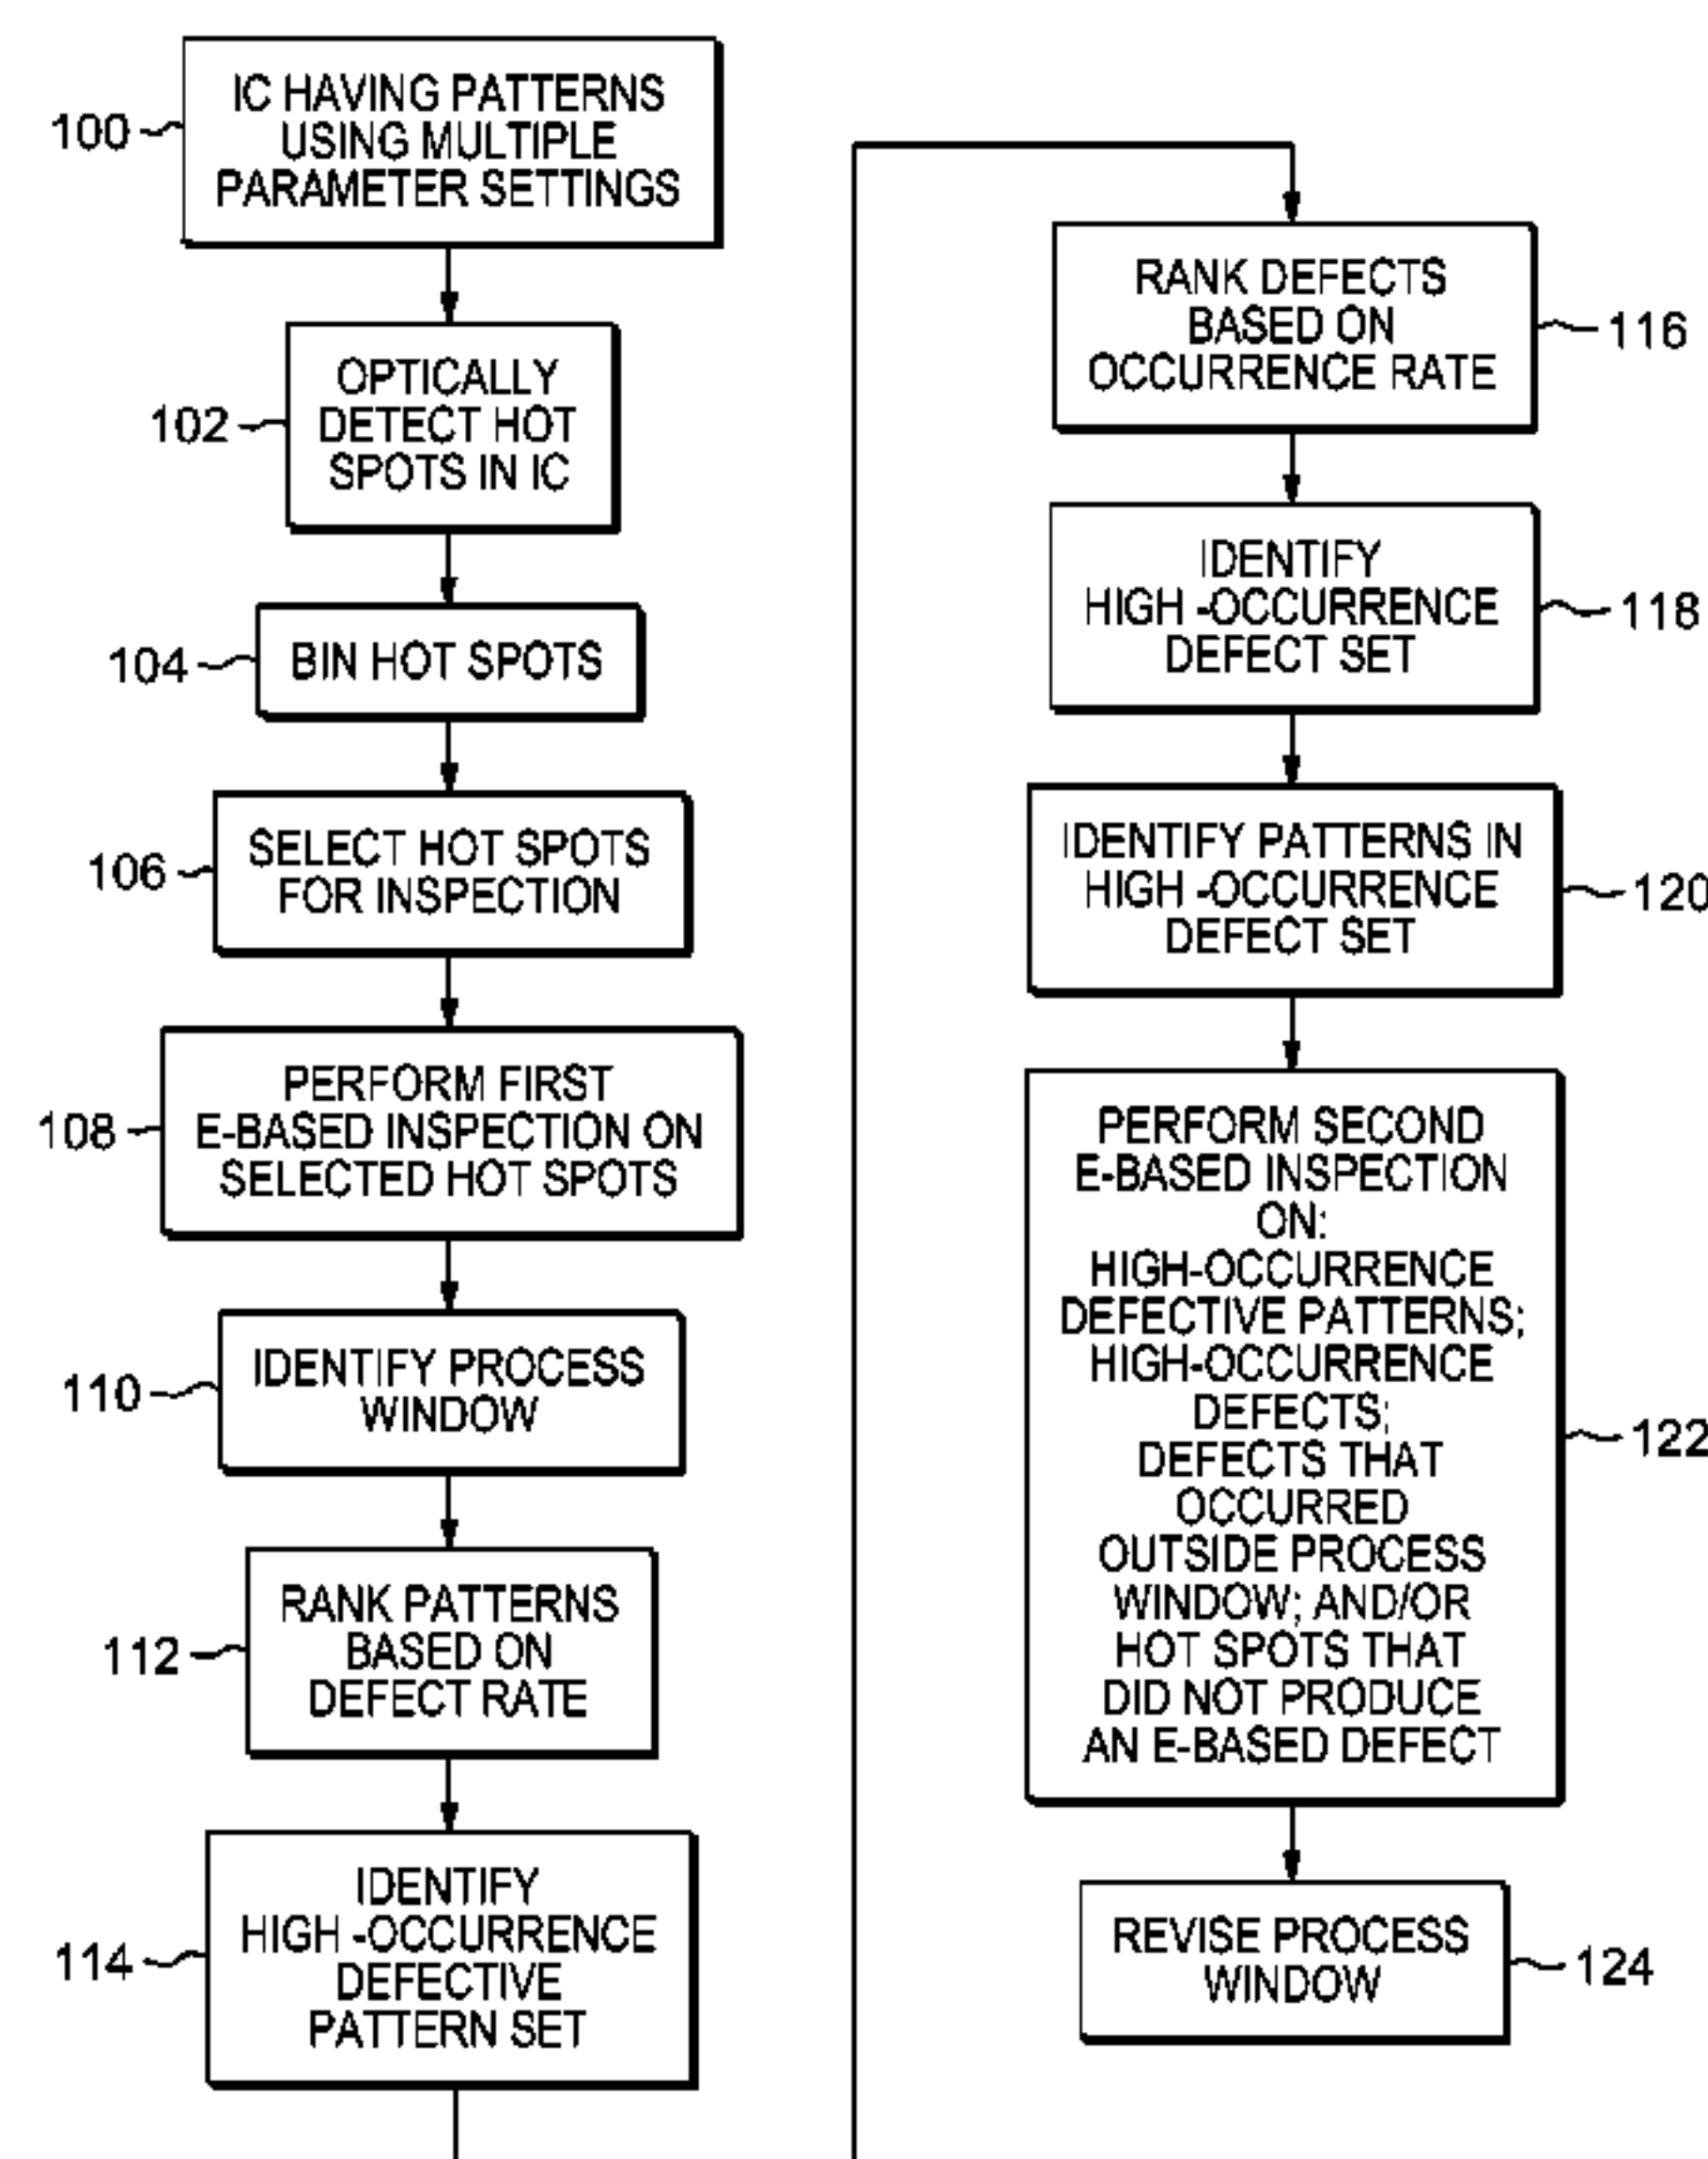 100
IC HAVING PATTERNS
USING MULTIPLE
PARAMETER SETTINGS
102
OPTICALLY
DETECT HOT
SPOTS IN IC
104
BIN HOT SPOTS
106
SELECT HOT SPOTS
FOR INSPECTION
108
PERFORM FIRST
E-BASED INSPECTION ON
SELECTED HOT SPOTS
110
IDENTIFY PROCESS
WINDOW
112
RANK PATTERNS
BASED ON
DEFECT RATE
114
IDENTIFY
HIGH -OCCURRENCE
DEFECTIVE
PATTERN SET
RANK DEFECTS
BASED ON
OCCURRENCE RATE
116
IDENTIFY
HIGH -OCCURRENCE
DEFECT SET
118
IDENTIFY PATTERNS IN
HIGH -OCCURRENCE
DEFECT SET
120
PERFORM SECOND
E-BASED INSPECTION
ON:
HIGH-OCCURRENCE
DEFECTIVE PATTERNS;
HIGH-OCCURRENCE
DEFECTS;
DEFECTS THAT
OCCURRED
OUTSIDE PROCESS
WINDOW; AND/OR
HOT SPOTS THAT
DID NOT PRODUCE
AN E-BASED DEFECT
122
REVISE PROCESS
WINDOW
124